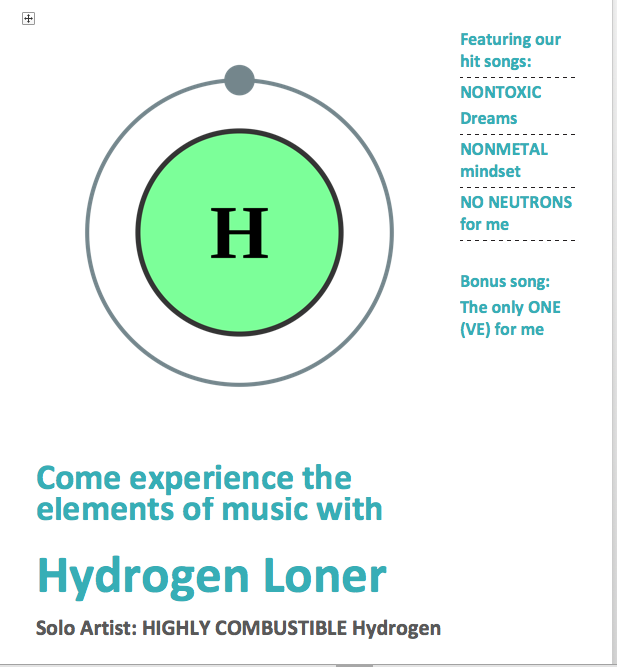 H
Featuring our
hit songs:
NONTOXIC
Dreams
NONMETAL
mindset
NO NEUTRONS
for me
Bonus song:
The only ONE
(VE) for me
Come experience the
elements of music with
Hydrogen Loner
Solo Artist: HIGHLY COMBUSTIBLE Hydrogen